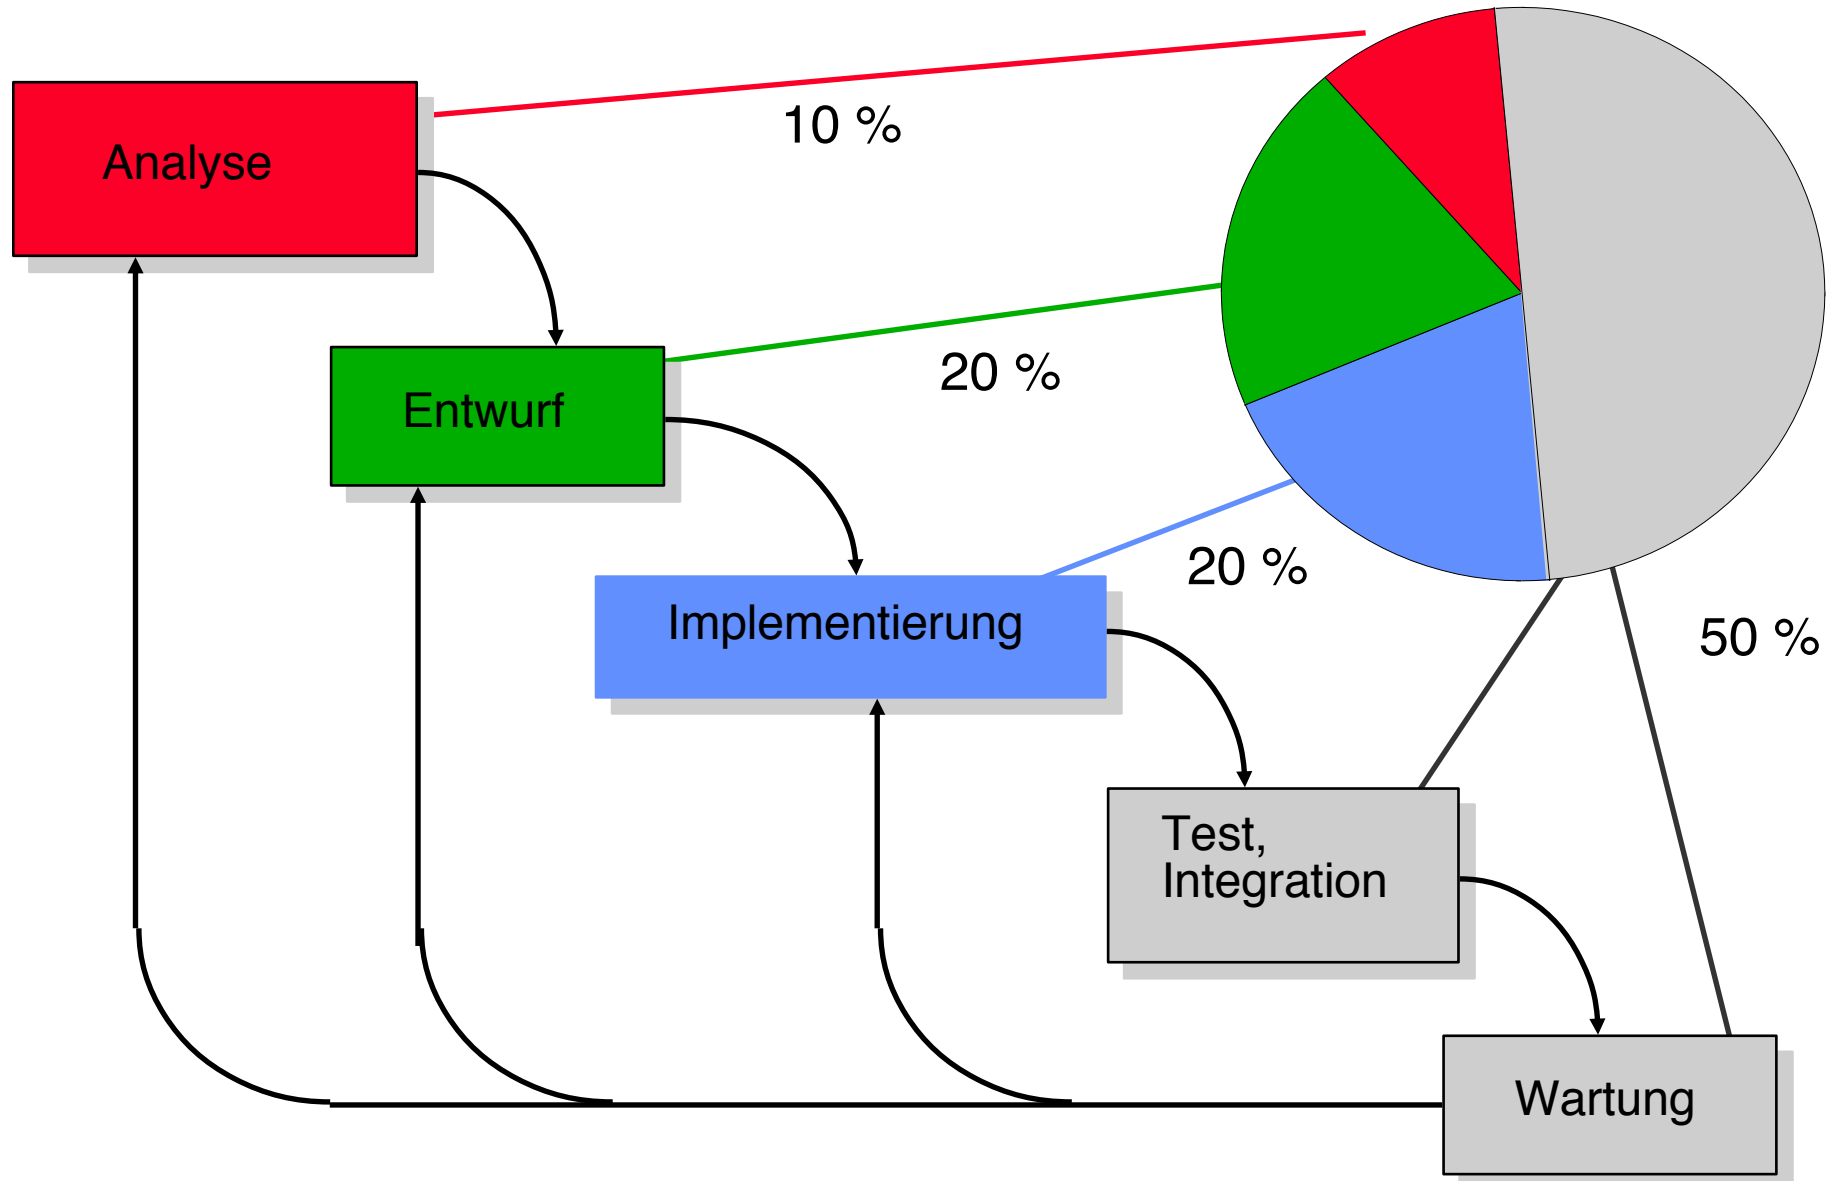 Analyse
10 %
Entwurf
20 %
Implementierung
20 %
50 %
Test,
Integration
Wartung